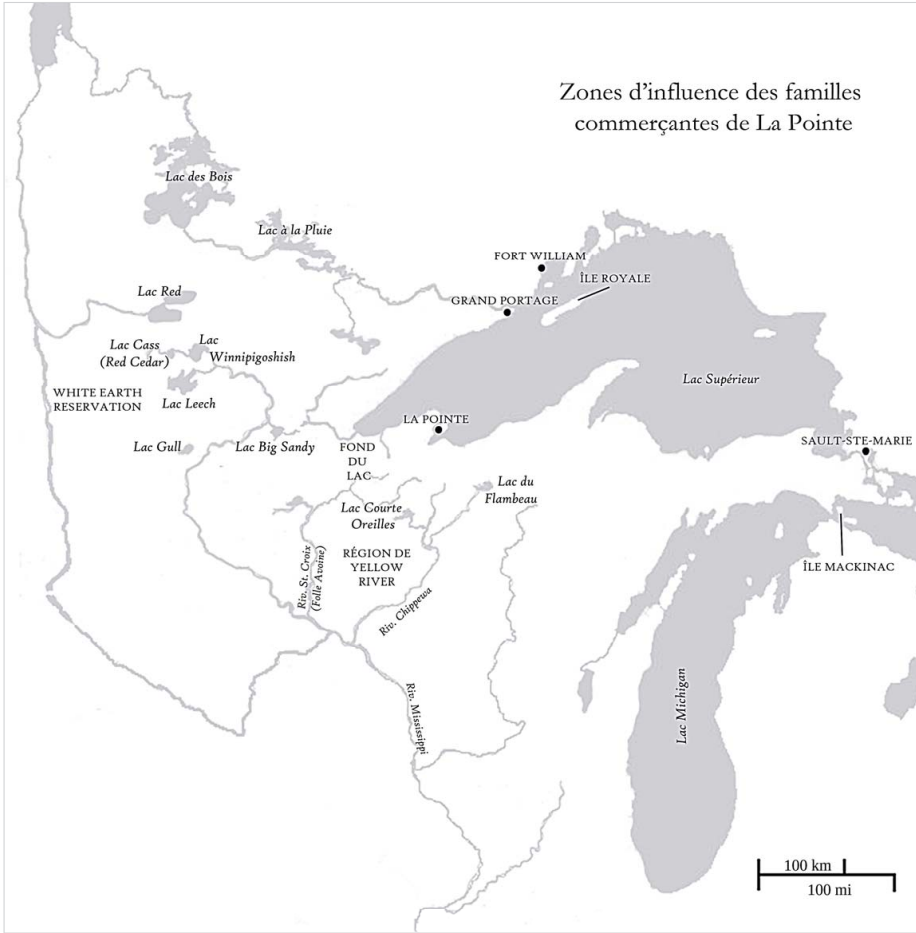 Zones d’influence des familles
commerçantes de La Pointe
Lac des Bois
Lac à la Pluie
FORT WILLIAM
ÎLE ROYALE
GRAND PORTAGE
Lac Red
Lac Cass
(Red Cedar)
Lac
Winnipigoshish
WHITE EARTH
RESERVATION
Lac Leech
Lac Supérieur
LA POINTE
Lac Gull
Lac Big Sandy
FOND
DU
LAC
SAULT-STE-MARIE
Lac du
Flambeau
Lac Courte
Oreilles
RÉGION DE
YELLOW
RIVER
Riv. St. Croix
(Folle Avoine)
Riv. Chippewa
ÎLE MACKINAC
Riv. Mississippi
Lac Michigan
100 km
100 mi